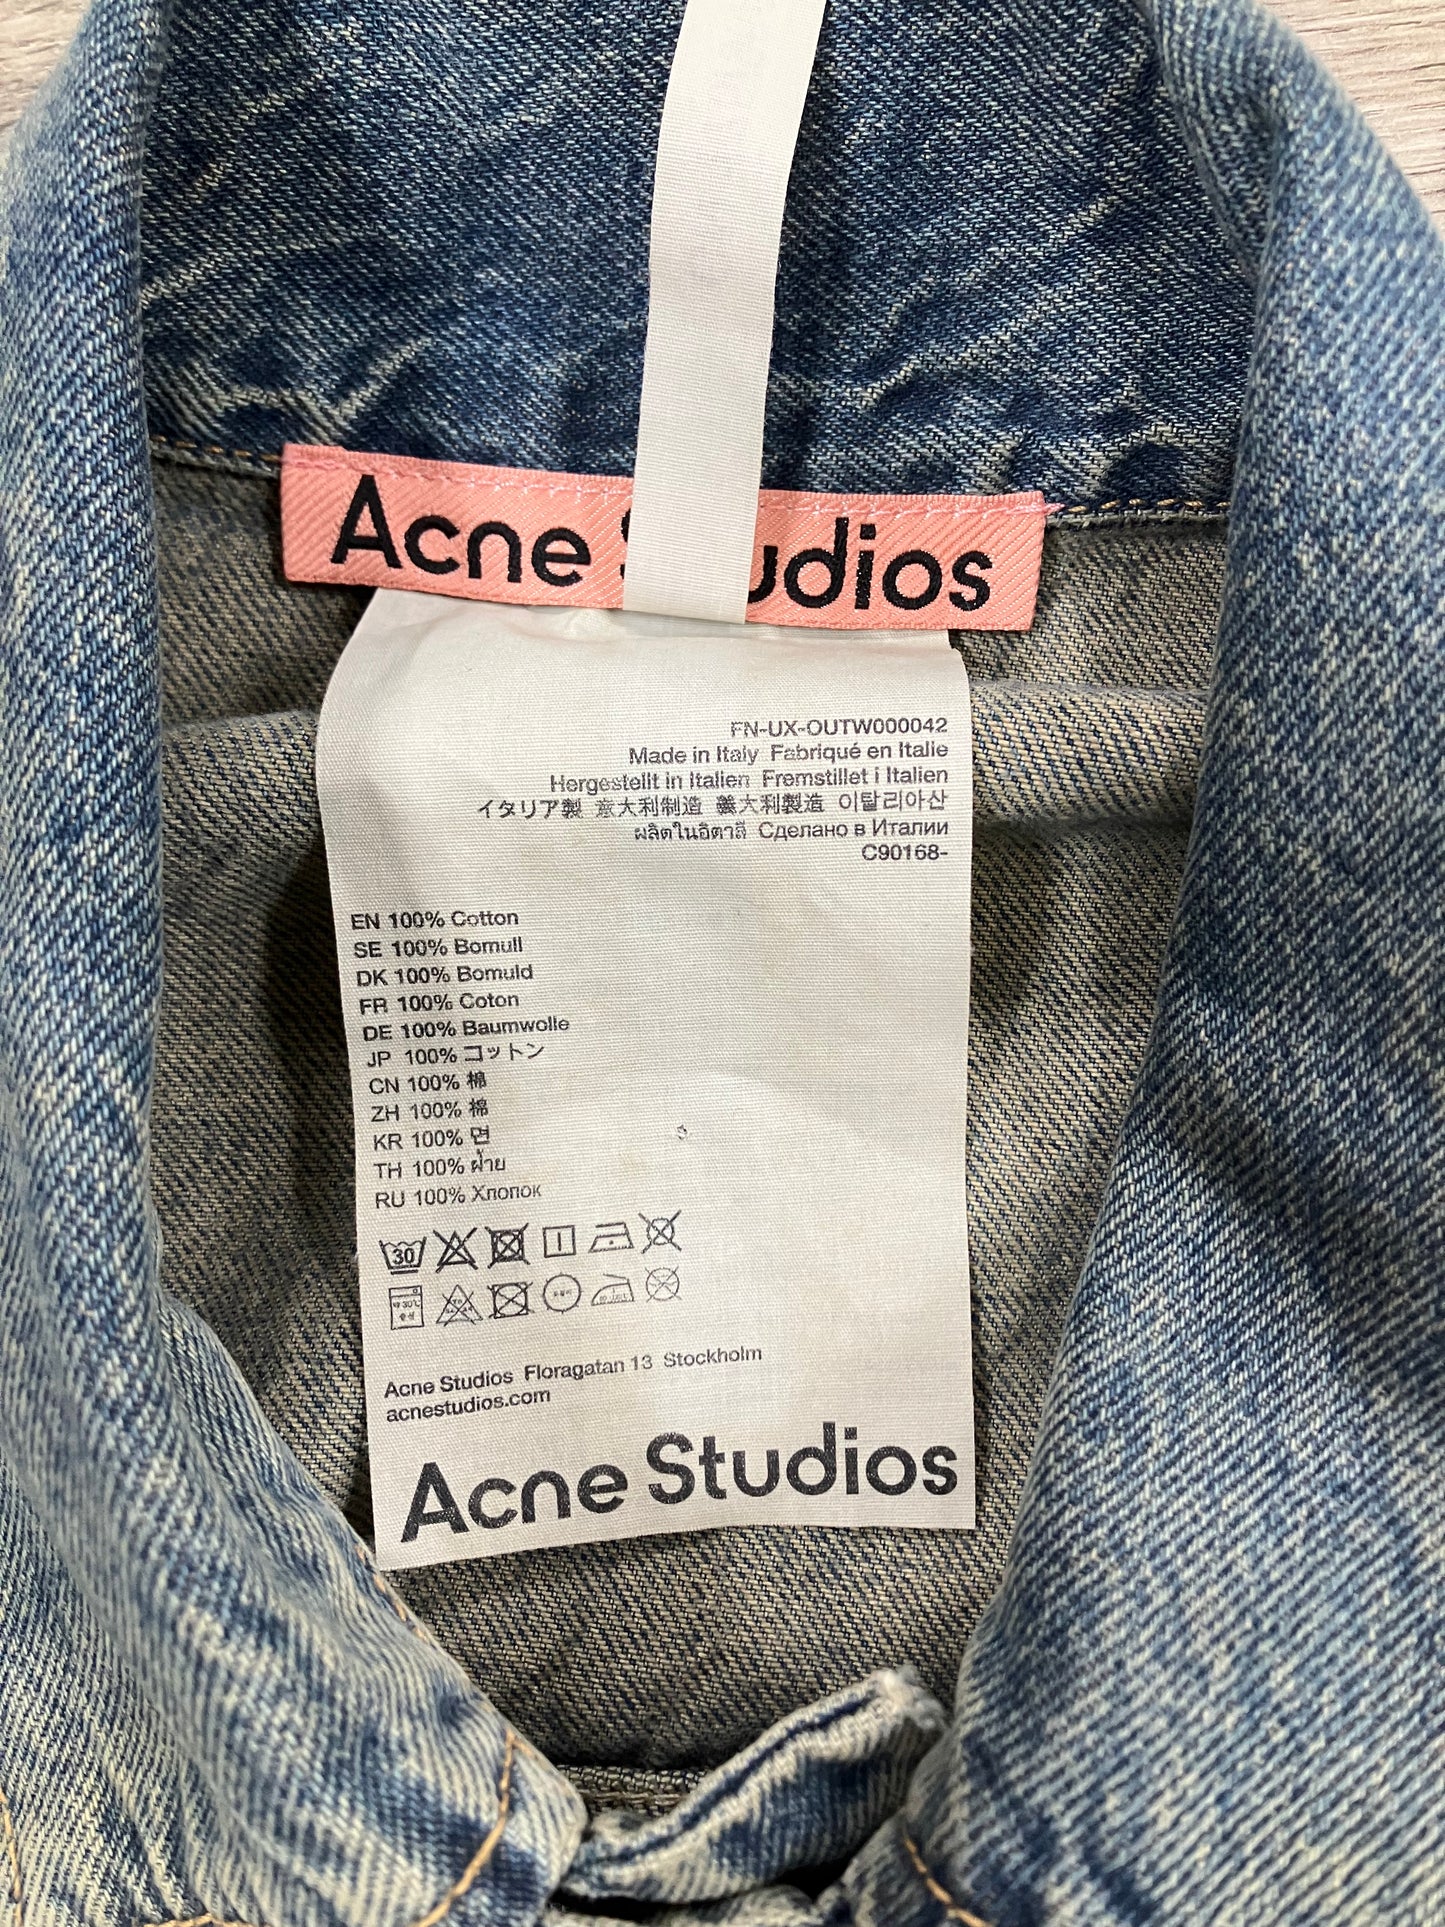 Acne Studios
FN-UX-OUTW000042
Made in Italy Fabriqué en Italie
Hergestellt in Italien Fremstillet i Italien
イタリア製 意大利制造 義大利製造 이탈리아산
ผลิตในอิตาลี Сделано в Италии
C90168-
EN 100% Cotton
SE 100% Bomull
DK 100% Bomuld
FR 100% Coton
DE 100% Baumwolle
JP 100% コットン
CN 100% 棉
ZH 100% 棉
KR 100% 면
TH 100% ฝ้าย
RU 100% Хлопок
30
Acne Studios Floragatan 13 Stockholm
acnestudios.com
Acne Studios